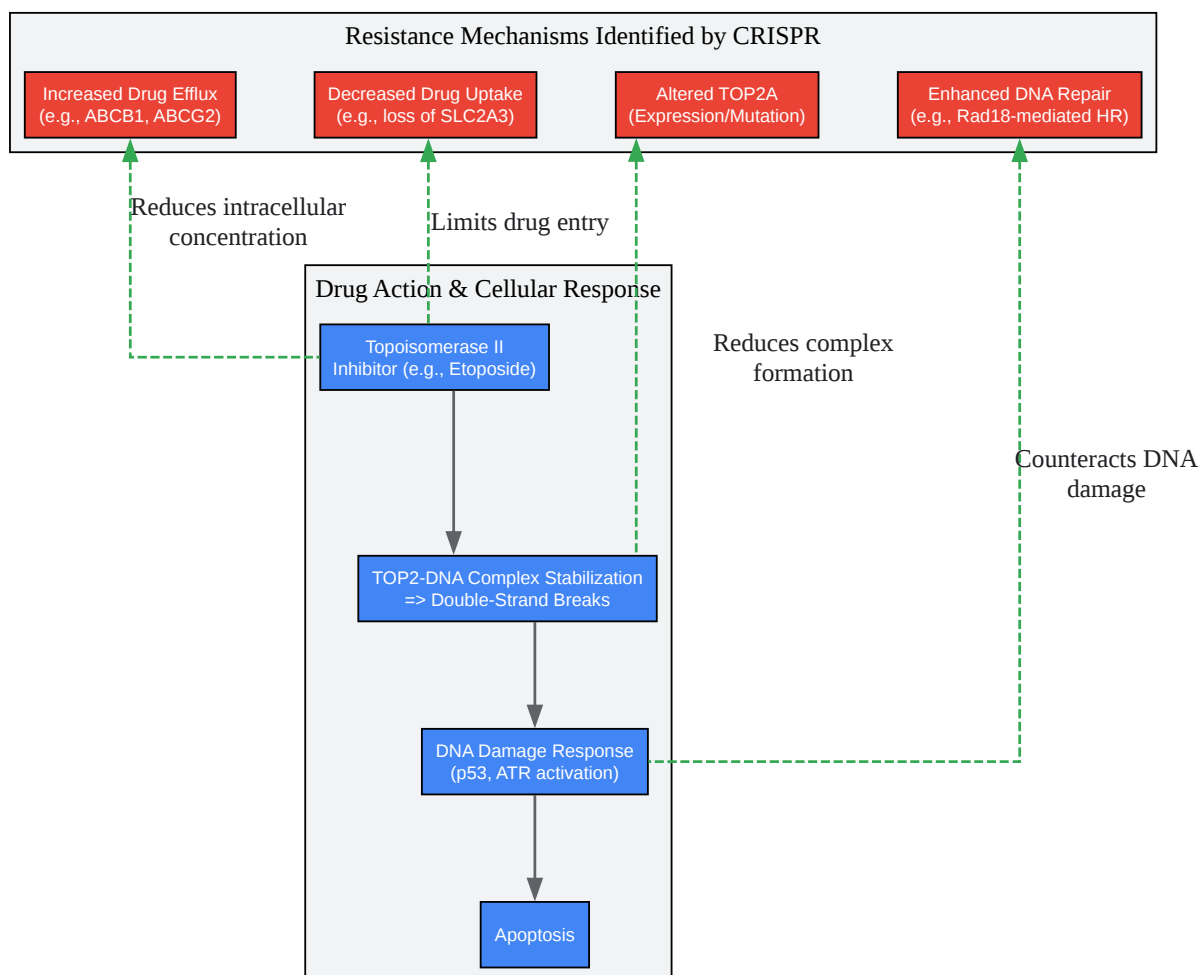 Resistance Mechanisms Identified by CRISPR
Increased Drug Efflux
(e.g., ABCB1, ABCG2)
Decreased Drug Uptake
(e.g., loss of SLC2A3)
Altered TOP2A
(Expression/Mutation)
Enhanced DNA Repair
(e.g., Rad18-mediated HR)
Reduces intracellular
concentration
Limits drug entry
Drug Action & Cellular Response
Topoisomerase II
Inhibitor (e.g., Etoposide)
Reduces complex
formation
Counteracts DNA
damage
TOP2-DNA Complex Stabilization
=> Double-Strand Breaks
DNA Damage Response
(p53, ATR activation)
Apoptosis